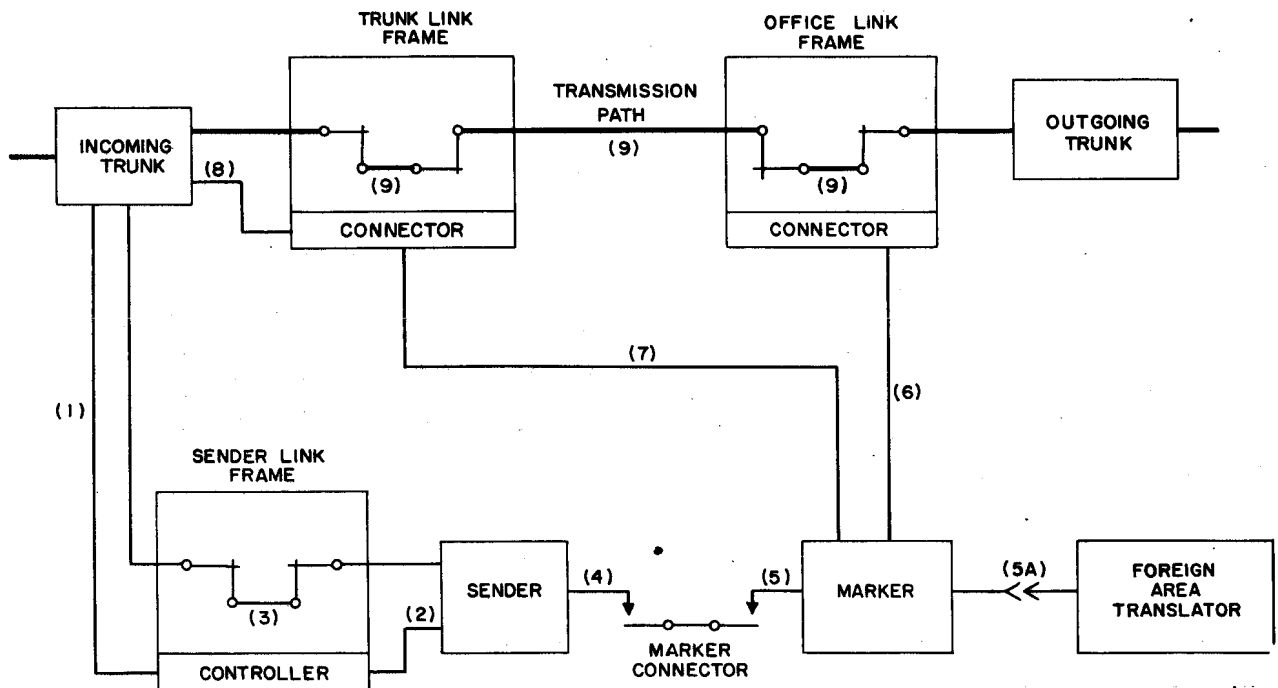 TRUNK LINK
FRAME
OFFICE LINK
FRAME
TRANSMISSION
PATH
(9)
INCOMING
TRUNK
OUTGOING
TRUNK
(8)
(9)
(9)
CONNECTOR
CONNECTOR
(7)
(6)
(1)
SENDER LINK
FRAME
(3)
(2)
CONTROLLER
SENDER
(4)
(5)
MARKER
CONNECTOR
MARKER
(5A)
FOREIGN
AREA
TRANSLATOR